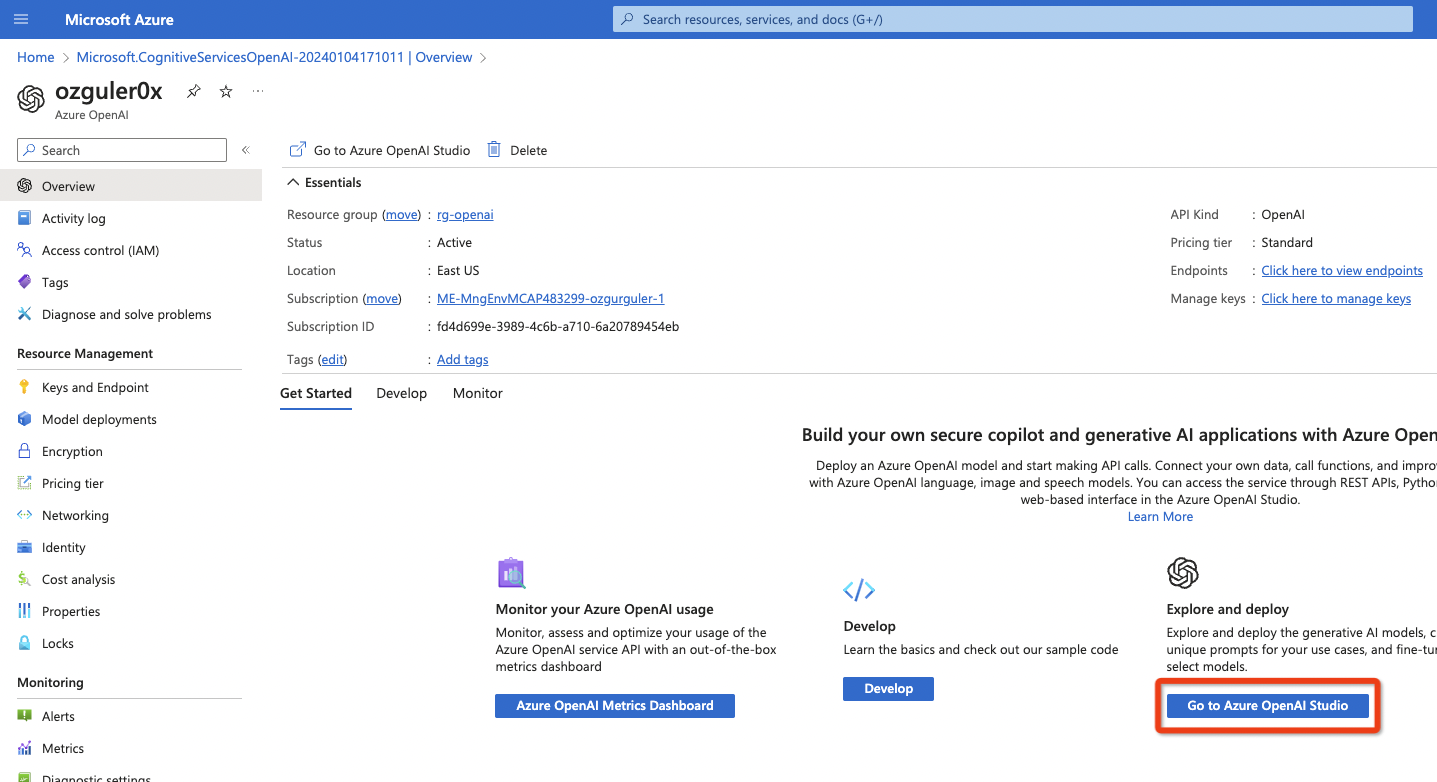 Microsoft Azure
Search resources, services, and docs (G+/)
Home > Microsoft.CognitiveServicesOpenAI-20240104171011 | Overview >
ozguler0x
Azure OpenAI
Search
Overview
Activity log
Access control (IAM)
Tags
Diagnose and solve problems
Resource Management
Keys and Endpoint
Model deployments
Encryption
Pricing tier
Networking
Identity
Cost analysis
Properties
Locks
Monitoring
Alerts
Metrics
Diagnostic settings
Go to Azure OpenAI Studio
Delete
Essentials
Resource group (move) : rg-openai
Status : Active
Location : East US
Subscription (move) : ME-MngEnvMCAP483299-ozgurguler-1
Subscription ID : fd4d699e-3989-4c6b-a710-6a20789454eb
Tags (edit) : Add tags
API Kind : OpenAI
Pricing tier : Standard
Endpoints : Click here to view endpoints
Manage keys : Click here to manage keys
Get Started Develop Monitor
Build your own secure copilot and generative AI applications with Azure Open
Deploy an Azure OpenAI model and start making API calls. Connect your own data, call functions, and improv
with Azure OpenAI language, image and speech models. You can access the service through REST APIs, Python
web-based interface in the Azure OpenAI Studio.
Learn More
Monitor your Azure OpenAI usage
Monitor, assess and optimize your usage of the
Azure OpenAI service API with an out-of-the-box
metrics dashboard
Azure OpenAI Metrics Dashboard
Develop
Learn the basics and check out our sample code
Develop
Explore and deploy
Explore and deploy the generative AI models, c
unique prompts for your use cases, and fine-tu
select models.
Go to Azure OpenAI Studio